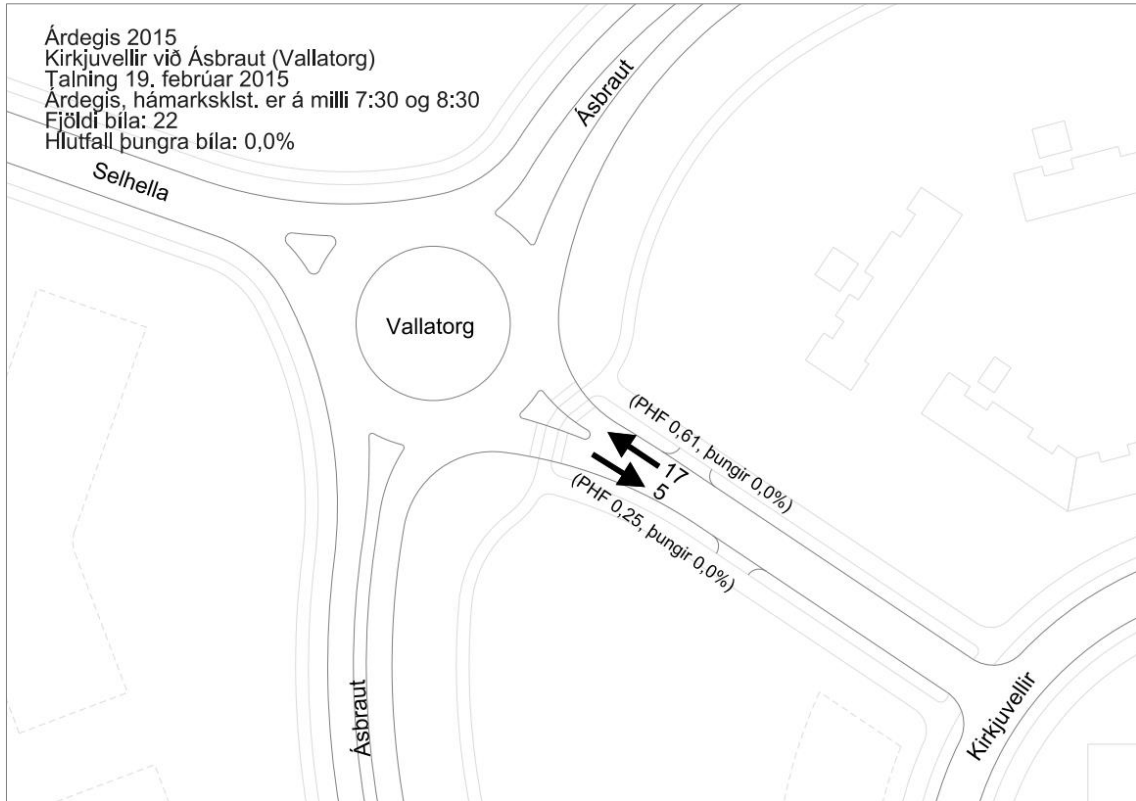 Árdegis 2015
Kirkjuvellir við Ásbraut (Vallatorg)
Talning 19. febrúar 2015
Árdegis, hámarksklst. er á milli 7:30 og 8:30
Fjöldi bíla: 22
Hlutfall þungra bíla: 0,0%
Ásbraut
Selhella
Vallatorg
(PHF 0,61, þungir 0,0%)
17
5
(PHF 0,25, þungir 0,0%)
Ásbraut
Kirkjuvellir